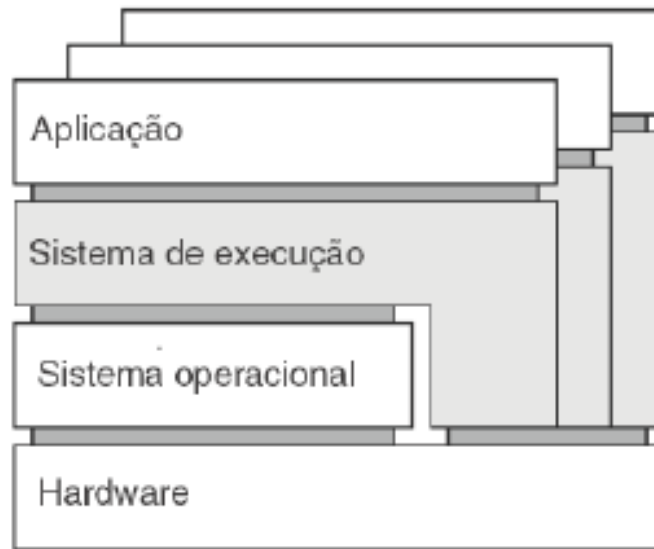 Aplicação
Sistema de execução
Sistema operacional
Hardware